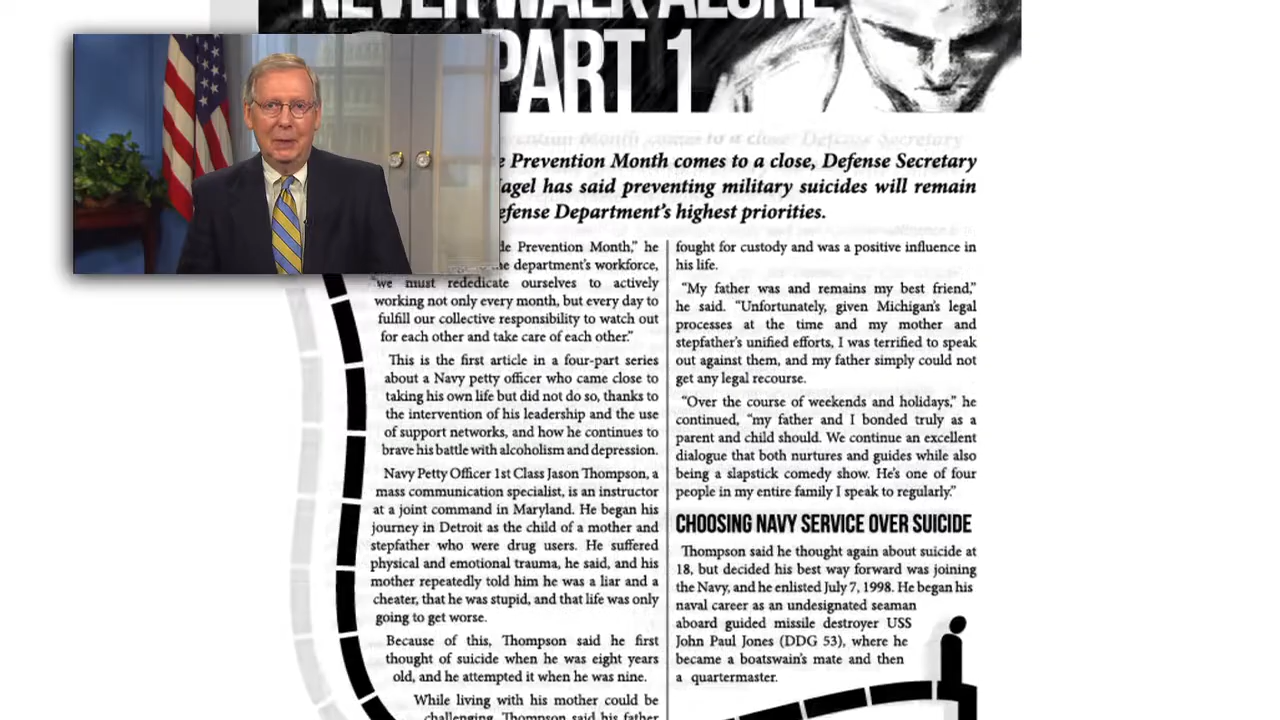 NEVER WALK ALONE
PART 1
Prevention Month comes to a close, Defense Secretary
has said preventing military suicides will remain
Defense Department's highest priorities.
Prevention Month," he
department's workforce,
"we must rededicate ourselves to actively
working not only every month, but every day to
fulfill our collective responsibility to watch out
for each other and take care of each other."
This is the first article in a four-part series
about a Navy petty officer who came close to
taking his own life but did not do so, thanks to
the intervention of his leadership and the use
of support networks, and how he continues to
brave his battle with alcoholism and depression.
Navy Petty Officer 1st Class Jason Thompson, a
mass communication specialist, is an instructor
at a joint command in Maryland. He began his
journey in Detroit as the child of a mother and
stepfather who were drug users. He suffered
physical and emotional trauma, he said, and his
mother repeatedly told him he was a liar and a
cheater, that he was stupid, and that life was only
going to get worse.
Because of this, Thompson said he first
thought of suicide when he was eight years
old, and he attempted it when he was nine.
While living with his mother could be
challenging, Thompson said his father
fought for custody and was a positive influence in
his life.
"My father was and remains my best friend,"
he said. "Unfortunately, given Michigan's legal
processes at the time and my mother and
stepfather's unified efforts, I was terrified to speak
out against them, and my father simply could not
get any legal recourse.
"Over the course of weekends and holidays," he
continued, "my father and I bonded truly as a
parent and child should. We continue an excellent
dialogue that both nurtures and guides while also
being a slapstick comedy show. He's one of four
people in my entire family I speak to regularly."
CHOOSING NAVY SERVICE OVER SUICIDE
Thompson said he thought again about suicide at
18, but decided his best way forward was joining
the Navy, and he enlisted July 7, 1998. He began his
naval career as an undesignated seaman
aboard guided missile destroyer USS
John Paul Jones (DDG 53), where he
became a boatswain's mate and then
a quartermaster.